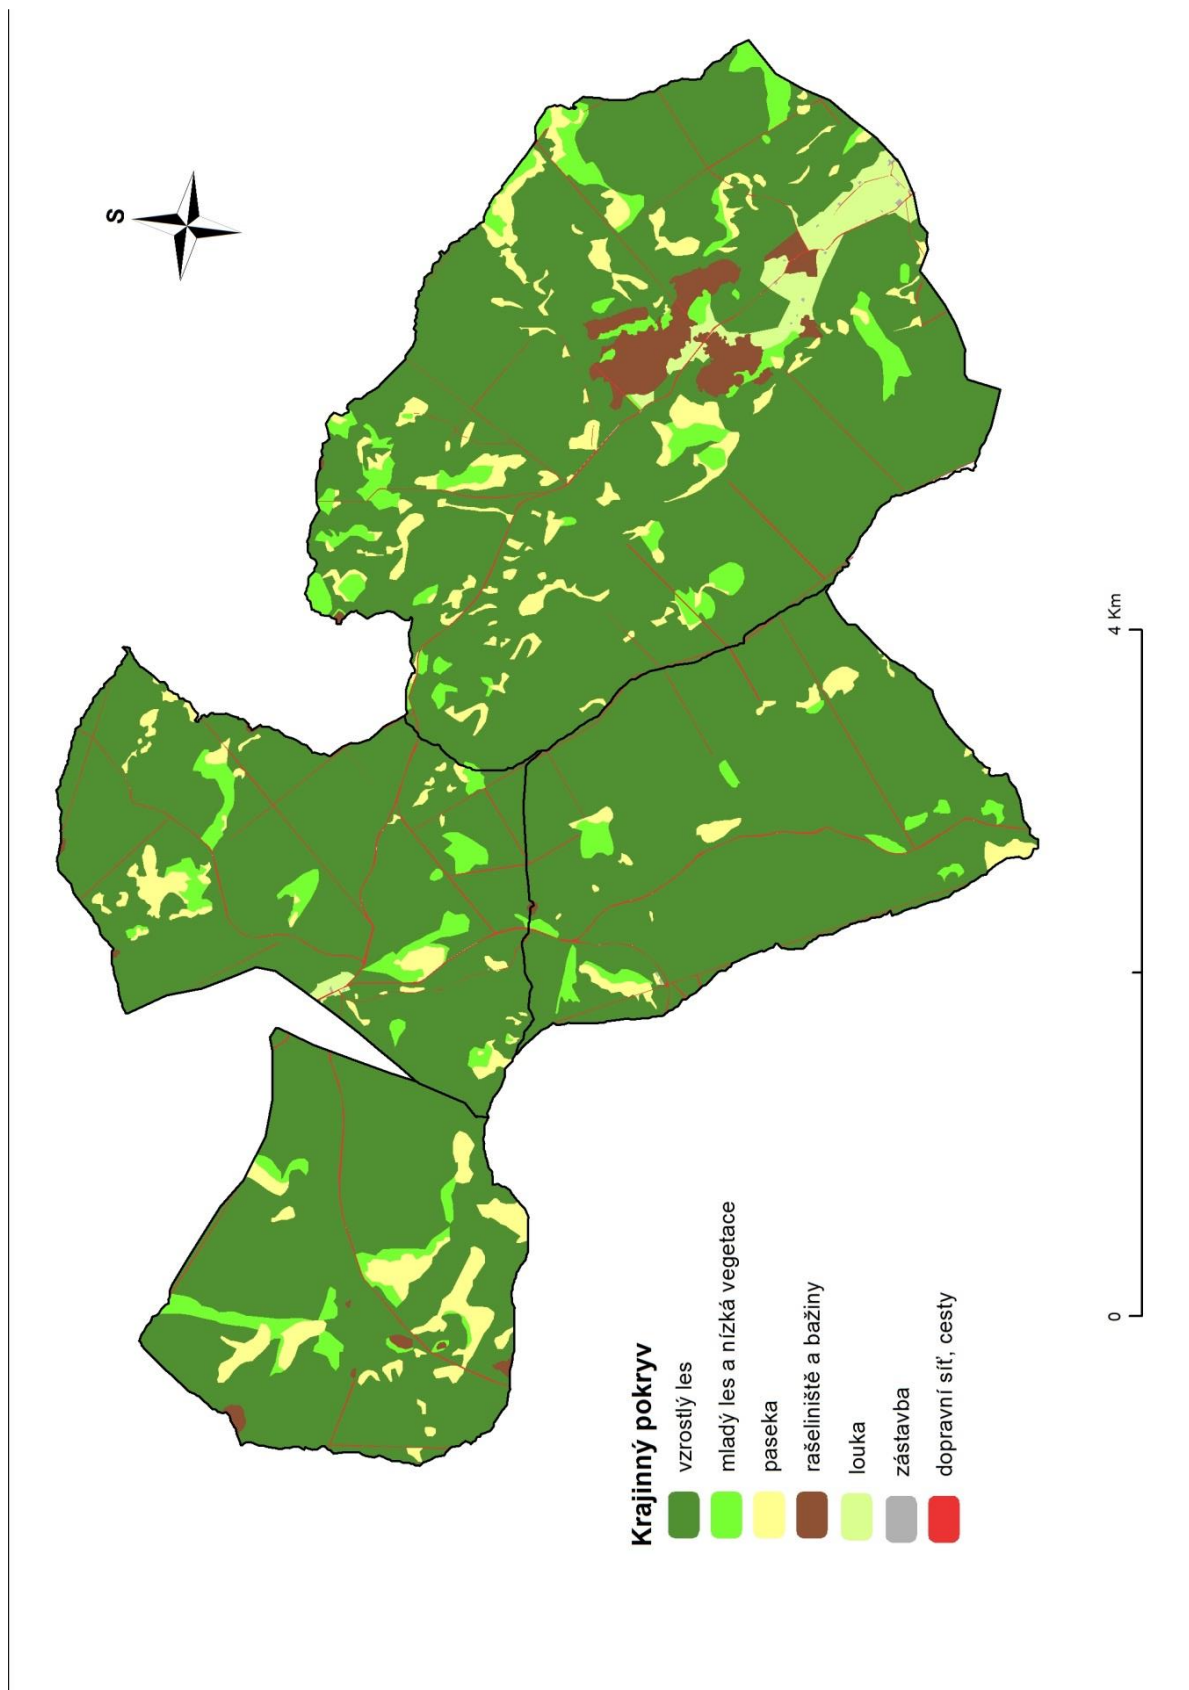 S
Krajinný pokryv
vzrostlý les
mladý les a nízká vegetace
paseka
rašeliniště a bažiny
louka
zástavba
dopravní síť, cesty
0
4 Km